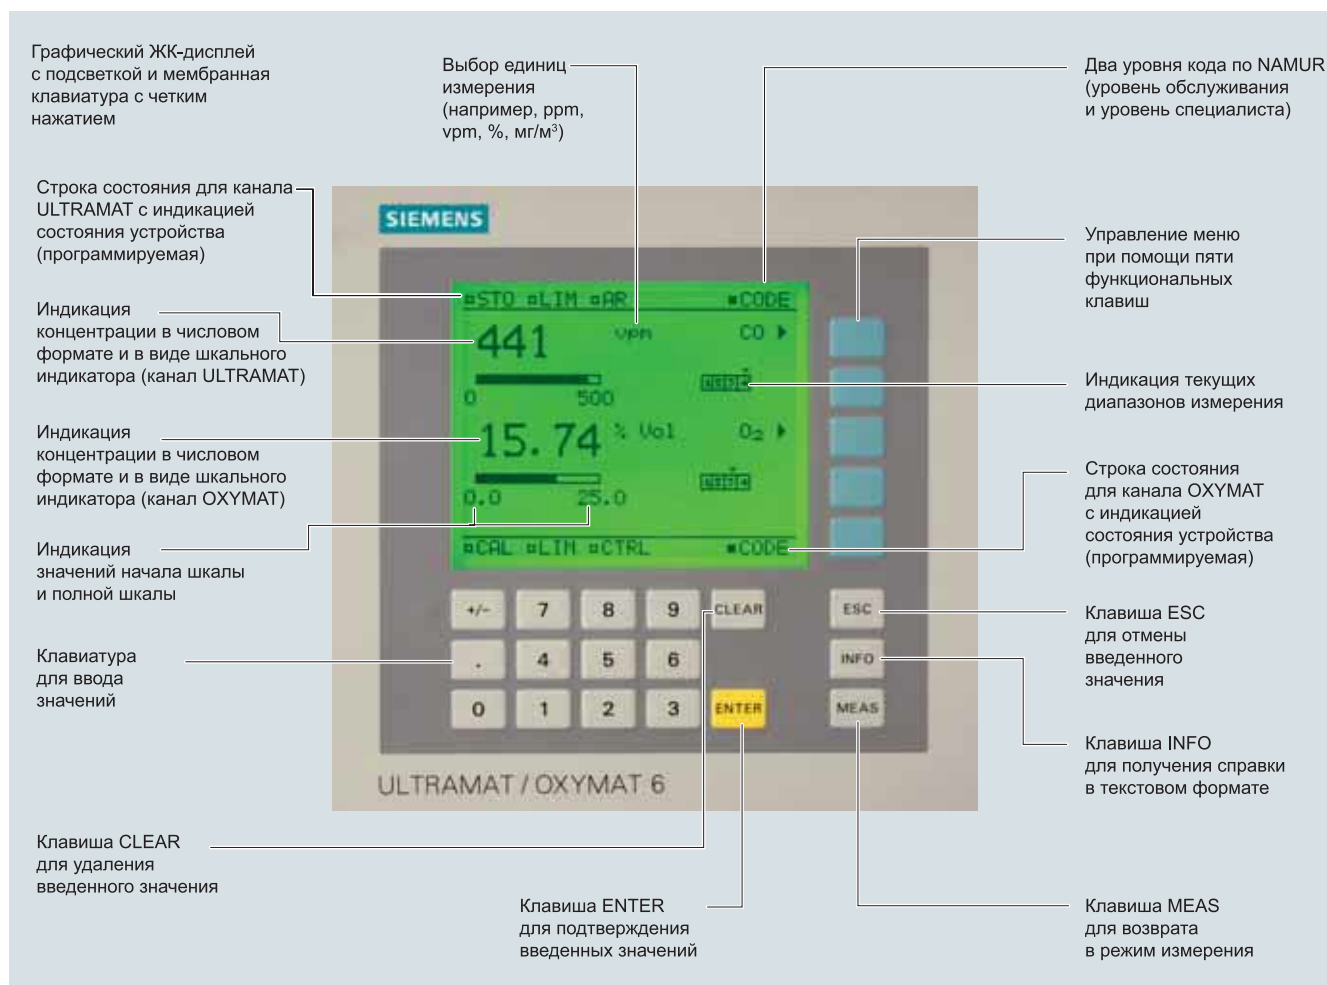 Графический ЖК-дисплей
с подсветкой и мембранная
клавиатура с четким
нажатием
Выбор единиц
измерения
(например, ppm,
vpm, %, мг/м³)
Два уровня кода по NAMUR
(уровень обслуживания
и уровень специалиста)
Строка состояния для канала
ULTRAMAT с индикацией
состояния устройства
(программируемая)
Индикация
концентрации в числовом
формате и в виде шкального
индикатора (канал ULTRAMAT)
Индикация
концентрации в числовом
формате и в виде шкального
индикатора (канал OXYMAT)
Индикация
значений начала шкалы
и полной шкалы
Клавиатура
для ввода
значений
Клавиша CLEAR
для удаления
введенного значения
SIEMENS
STO LIM AR CODE
441 vpm CO
0 500
15.74 % Vol O₂
0.0 25.0
CAL LIM CTRL CODE
+/- 7 8 9 CLEAR ESC
. 4 5 6 INFO
0 1 2 3 ENTER MEAS
ULTRAMAT / OXYMAT 6
Управление меню
при помощи пяти
функциональных
клавиш
Индикация текущих
диапазонов измерения
Строка состояния
для канала OXYMAT
с индикацией
состояния устройства
(программируемая)
Клавиша ESC
для отмены
введенного
значения
Клавиша INFO
для получения справки
в текстовом формате
Клавиша ENTER
для подтверждения
введенных значений
Клавиша MEAS
для возврата
в режим измерения